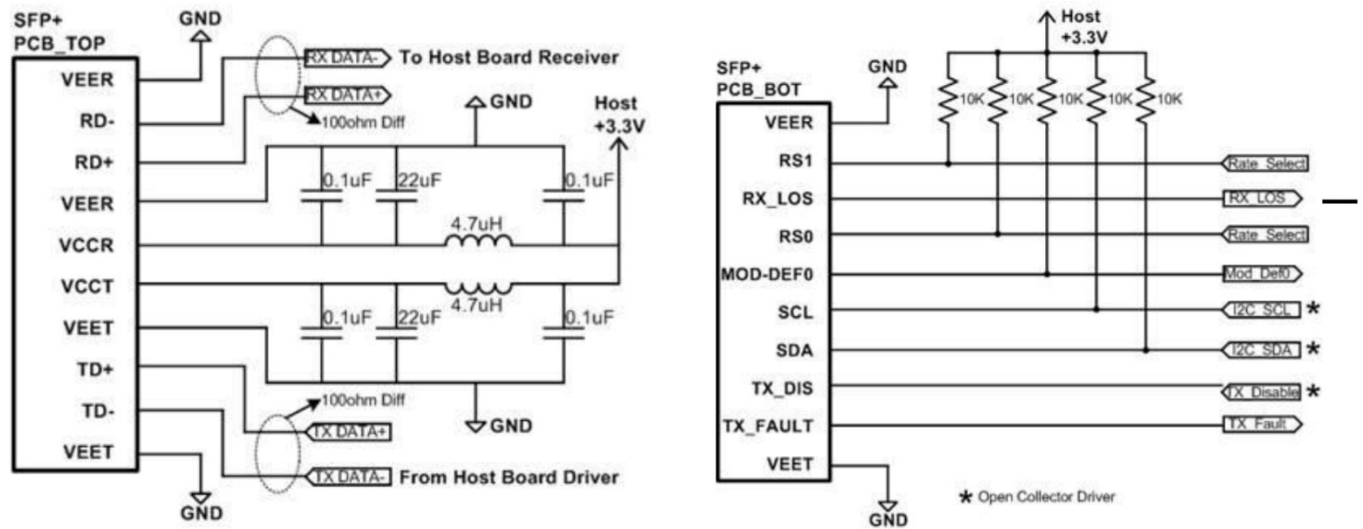 SFP+
PCB_TOP
GND
VEER
RD-
RD+
VEER
VCCR
VCCT
VEET
TD+
TD-
VEET
RX DATA- To Host Board Receiver
RX DATA+
100ohm Diff
GND
Host
+3.3V
0.1uF 22uF 0.1uF
4.7uH
4.7uH
0.1uF 22uF 0.1uF
100ohm Diff
TX DATA+
GND
TX DATA- From Host Board Driver
GND
SFP+
PCB_BOT
GND
Host
+3.3V
10K 10K 10K 10K 10K
VEER
RS1 Rate_Select
RX_LOS RX_LOS
RS0 Rate_Select
MOD-DEF0 Mod_Def0
SCL I2C_SCL *
SDA I2C_SDA *
TX_DIS TX_Disable *
TX_FAULT TX_Fault
VEET
GND
* Open Collector Driver